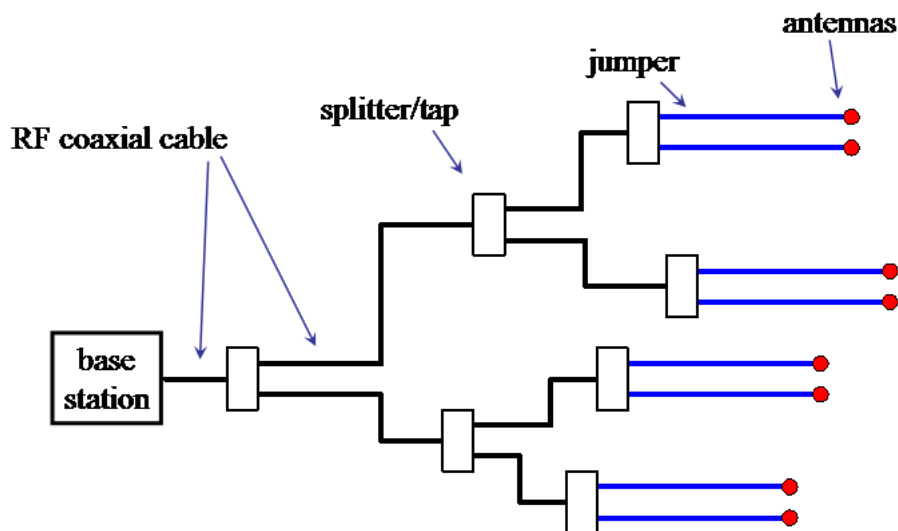 antennas
jumper
splitter/tap
RF coaxial cable
base
station